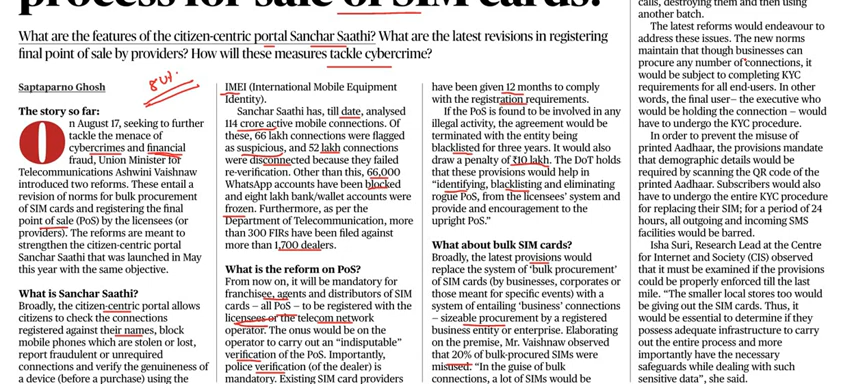 process for sale of SIM cards?
What are the features of the citizen-centric portal Sanchar Saathi? What are the latest revisions in registering
final point of sale by providers? How will these measures tackle cybercrime?
Saptaparno Ghosh
The story so far:
On August 17, seeking to further
tackle the menace of
cybercrimes and financial
fraud, Union Minister for
Telecommunications Ashwini Vaishnaw
introduced two reforms. These entail a
revision of norms for bulk procurement
of SIM cards and registering the final
point of sale (PoS) by the licensees (or
providers). The reforms are meant to
strengthen the citizen-centric portal
Sanchar Saathi that was launched in May
this year with the same objective.
What is Sanchar Saathi?
Broadly, the citizen-centric portal allows
citizens to check the connections
registered against their names, block
mobile phones which are stolen or lost,
report fraudulent or unrequired
connections and verify the genuineness of
a device (before a purchase) using the
IMEI (International Mobile Equipment
Identity).
Sanchar Saathi has, till date, analysed
114 crore active mobile connections. Of
these, 66 lakh connections were flagged
as suspicious, and 52 lakh connections
were disconnected because they failed
re-verification. Other than this, 66,000
WhatsApp accounts have been blocked
and eight lakh bank/wallet accounts were
frozen. Furthermore, as per the
Department of Telecommunication, more
than 300 FIRs have been filed against
more than 1,700 dealers.
What is the reform on PoS?
From now on, it will be mandatory for
franchisee, agents and distributors of SIM
cards – all PoS – to be registered with the
licensees or the telecom network
operator. The onus would be on the
operator to carry out an “indisputable”
verification of the PoS. Importantly,
police verification (of the dealer) is
mandatory. Existing SIM card providers
have been given 12 months to comply
with the registration requirements.
If the PoS is found to be involved in any
illegal activity, the agreement would be
terminated with the entity being
blacklisted for three years. It would also
draw a penalty of ₹10 lakh. The DoT holds
that these provisions would help in
“identifying, blacklisting and eliminating
rogue PoS, from the licensees’ system and
provide and encouragement to the
upright PoS.”
What about bulk SIM cards?
Broadly, the latest provisions would
replace the system of ‘bulk procurement’
of SIM cards (by businesses, corporates or
those meant for specific events) with a
system of entailing ‘business’ connections
– sizeable procurement by a registered
business entity or enterprise. Elaborating
on the premise, Mr. Vaishnaw observed
that 20% of bulk-procured SIMs were
misused. “In the guise of bulk
connections, a lot of SIMs would be
calls, destroying them and then using
another batch.
The latest reforms would endeavour to
address these issues. The new norms
maintain that though businesses can
procure any number of connections, it
would be subject to completing KYC
requirements for all end-users. In other
words, the final user– the executive who
would be holding the connection – would
have to undergo the KYC procedure.
In order to prevent the misuse of
printed Aadhaar, the provisions mandate
that demographic details would be
required by scanning the QR code of the
printed Aadhaar. Subscribers would also
have to undergo the entire KYC procedure
for replacing their SIM; for a period of 24
hours, all outgoing and incoming SMS
facilities would be barred.
Isha Suri, Research Lead at the Centre
for Internet and Society (CIS) observed
that it must be examined if the provisions
could be properly enforced till the last
mile. “The smaller local stores too would
be giving out the SIM cards. Thus, it
would be essential to determine if they
possess adequate infrastructure to carry
out the entire process and more
importantly have the necessary
safeguards while dealing with such
sensitive data”, she said.